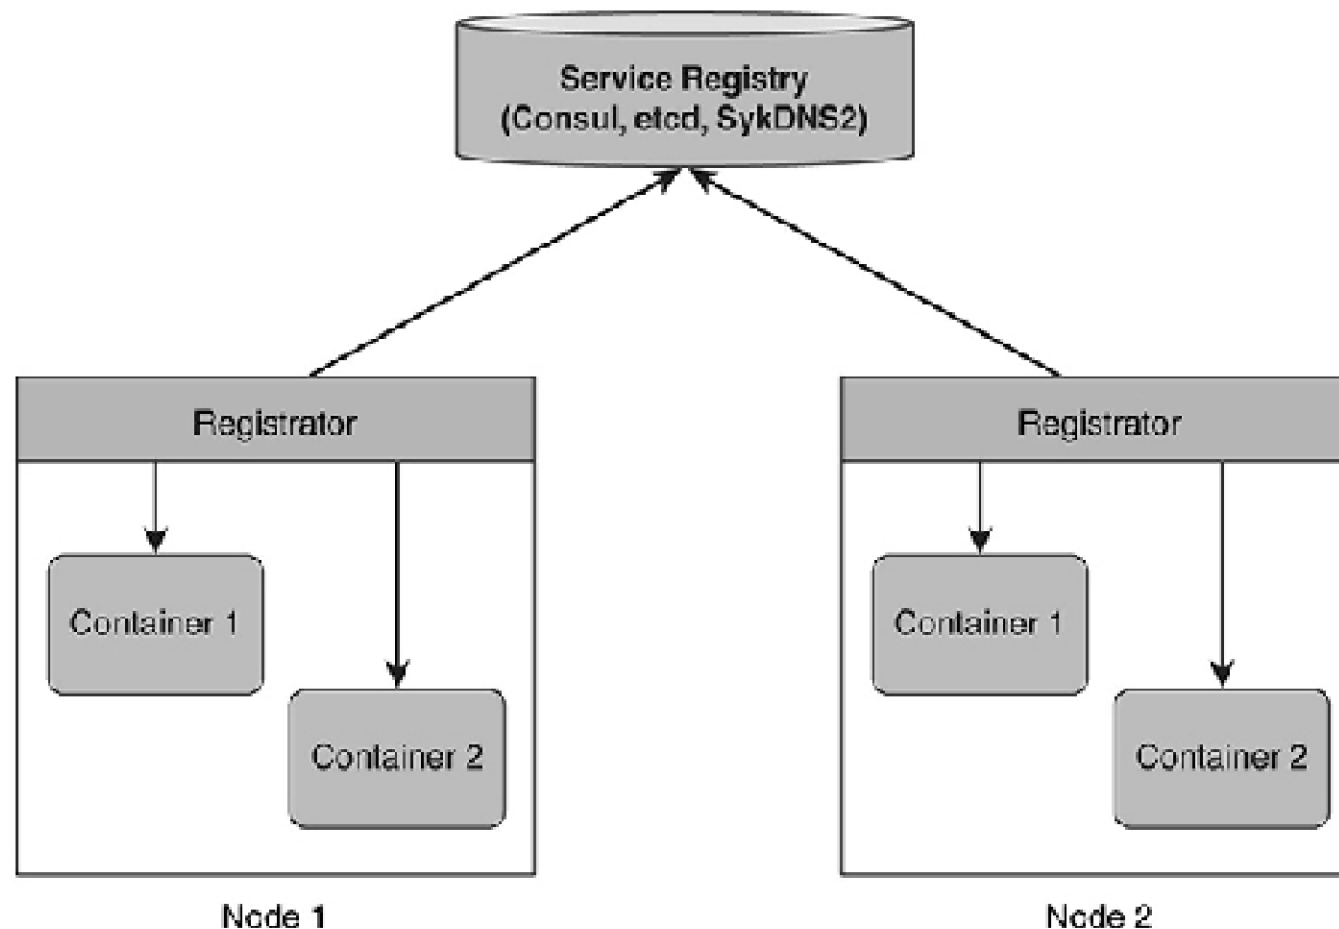 Service Registry
(Consul, etcd, SykDNS2)
Registrator
Registrator
Container 1
Container 1
Container 2
Container 2
Node 1
Node 2